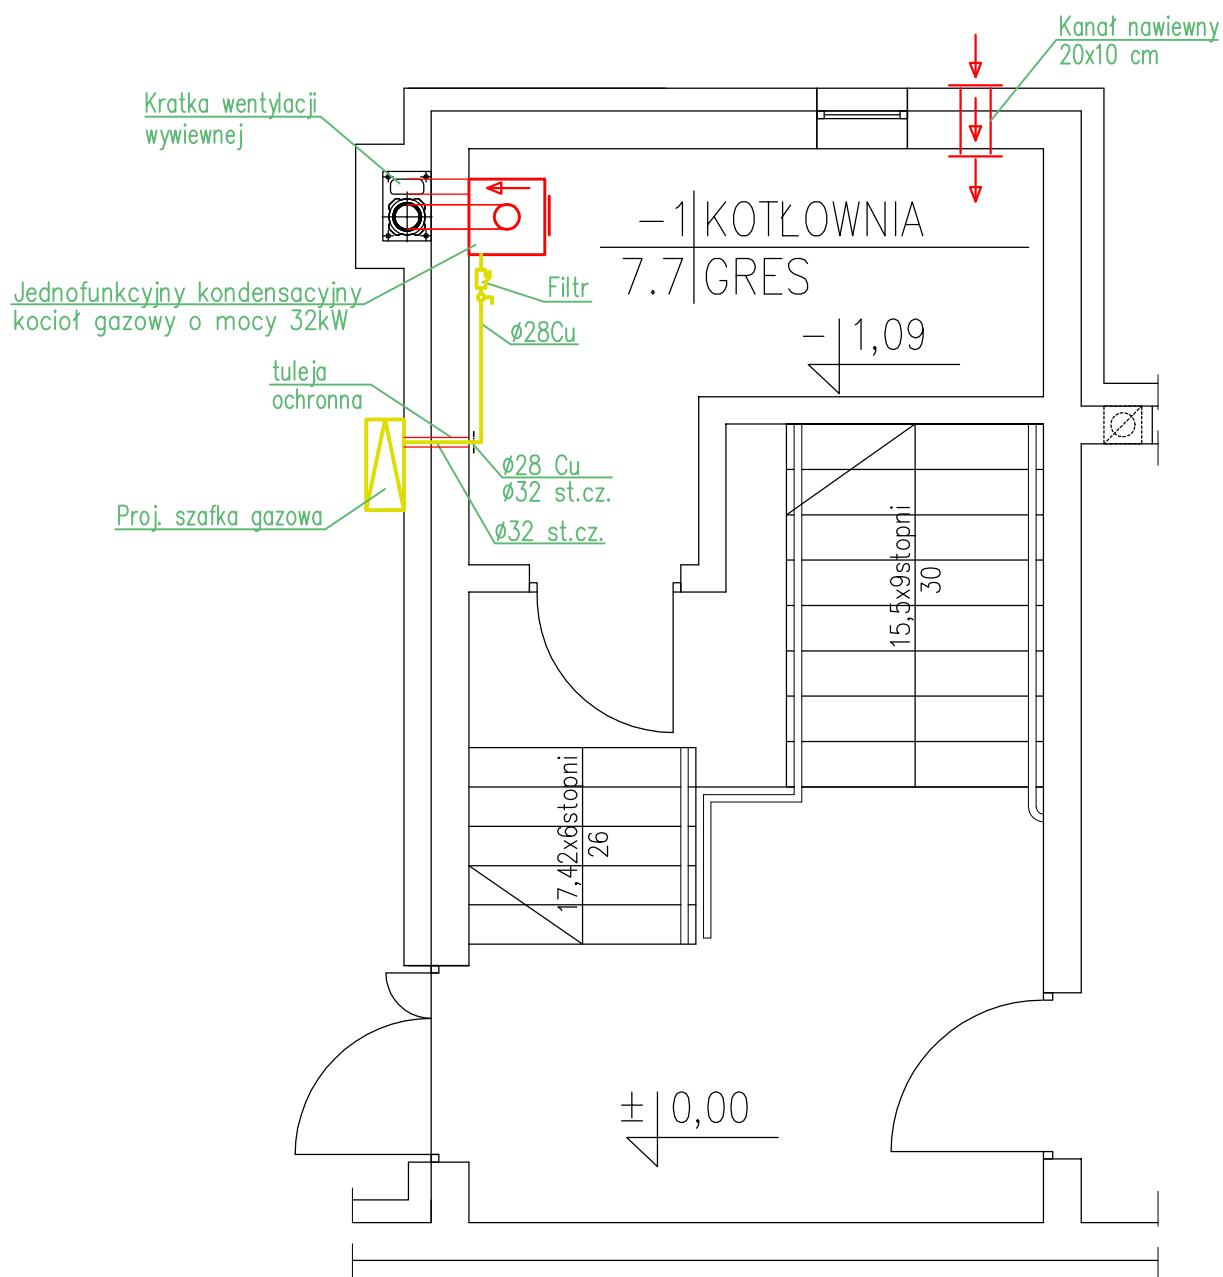 Kanał nawiewny
20x10 cm
Kratka wentylacji
wywiewnej
-1 KOTŁOWNIA
7.7 GRES
Jednofunkcyjny kondensacyjny
kocioł gazowy o mocy 32kW
Filtr
ø28Cu
- 1,09
tuleja
ochronna
ø28 Cu
ø32 st.cz.
Proj. szafka gazowa
ø32 st.cz.
15,5x9stopni
30
17,42x6stopni
26
± 0,00